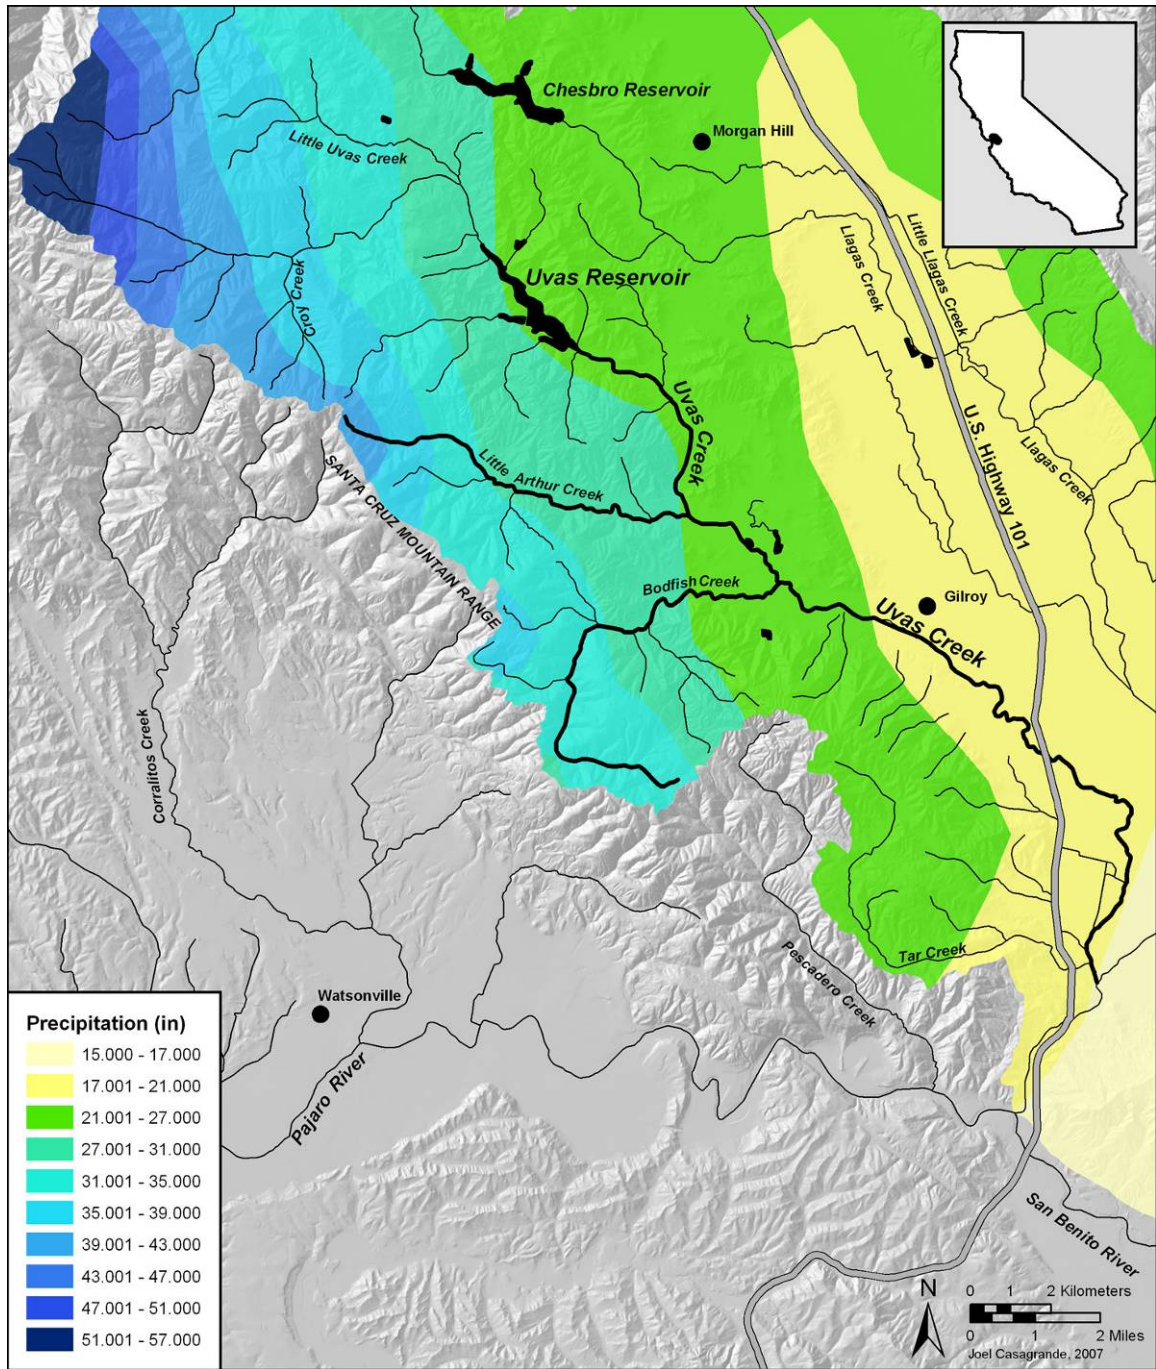 Chesbro Reservoir
Morgan Hill
Little Uvas Creek
Uvas Reservoir
Llagas Creek
Little Llagas Creek
Croy Creek
Uvas Creek
U.S. Highway 101
Llagas Creek
Little Arthur Creek
SANTA CRUZ MOUNTAIN RANGE
Bodfish Creek
Gilroy
Uvas Creek
Corralitos Creek
Tar Creek
Pescadero Creek
Watsonville
Pajaro River
San Benito River
Precipitation (in)
15.000 - 17.000
17.001 - 21.000
21.001 - 27.000
27.001 - 31.000
31.001 - 35.000
35.001 - 39.000
39.001 - 43.000
43.001 - 47.000
47.001 - 51.000
51.001 - 57.000
N
0 1 2 Kilometers
0 1 2 Miles
Joel Casagrande, 2007